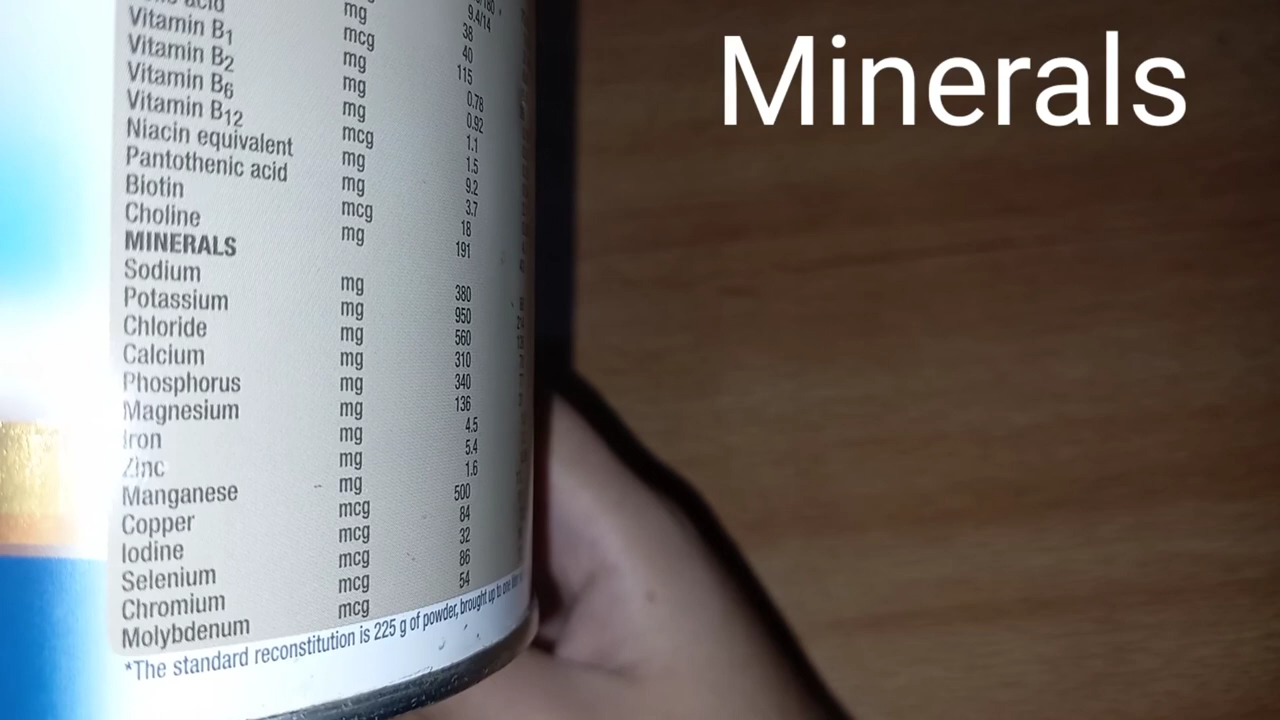 Minerals
mg 9.4/14
38
mcg 40
acid 115
Vitamin B1 mg 0.78
Vitamin B2 mg 0.92
Vitamin B6 mg 1.1
Vitamin B12 mcg 1.5
Niacin equivalent mg 9.2
Pantothenic acid mg 3.7
Biotin mcg 18
Choline mg 191
MINERALS
Sodium mg 380
Potassium mg 950
Chloride mg 560
Calcium mg 310
Phosphorus mg 340
Magnesium mg 136
Iron mg 4.5
Zinc mg 5.4
Manganese mg 1.6
Copper mcg 500
Iodine mcg 84
Selenium mcg 32
Chromium mcg 86
Molybdenum mcg 54
*The standard reconstitution is 225 g of powder, brought up to one